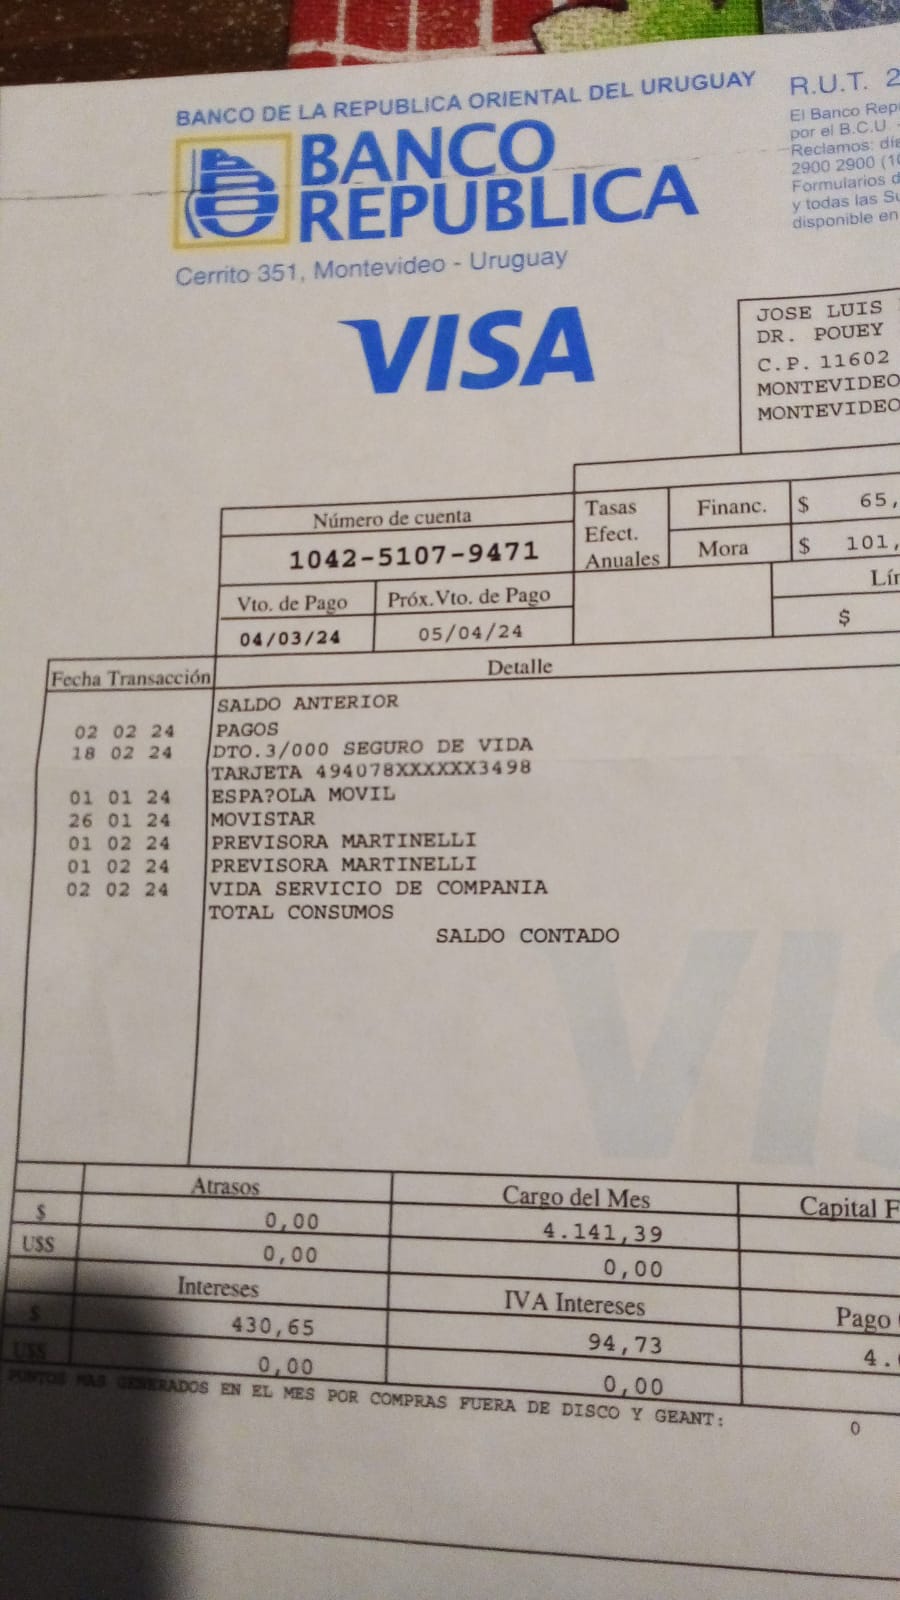 BANCO DE LA REPUBLICA ORIENTAL DEL URUGUAY
BANCO
REPUBLICA
Cerrito 351, Montevideo - Uruguay
R.U.T. 2
El Banco Rep
por el B.C.U. -
Reclamos: día
2900 2900 (1
Formularios d
y todas las Su
disponible en
VISA
JOSE LUIS
DR. POUEY
C.P. 11602
MONTEVIDEO
MONTEVIDEO
Número de cuenta
1042-5107-9471
Vto. de Pago Próx.Vto. de Pago
04/03/24 05/04/24
Tasas
Efect.
Anuales
Financ. $ 65,
Mora $ 101,
Lín
$
Fecha Transacción Detalle
SALDO ANTERIOR
02 02 24 PAGOS
18 02 24 DTO.3/000 SEGURO DE VIDA
TARJETA 494078XXXXXX3498
01 01 24 ESPA?OLA MOVIL
26 01 24 MOVISTAR
01 02 24 PREVISORA MARTINELLI
01 02 24 PREVISORA MARTINELLI
02 02 24 VIDA SERVICIO DE COMPANIA
TOTAL CONSUMOS
SALDO CONTADO
VIS
Atrasos Cargo del Mes Capital F
$ 0,00 4.141,39
U$S 0,00 0,00
Intereses IVA Intereses Pago
$ 430,65 94,73 4.
U$S 0,00 0,00
PUNTOS MAS GENERADOS EN EL MES POR COMPRAS FUERA DE DISCO Y GEANT: 0